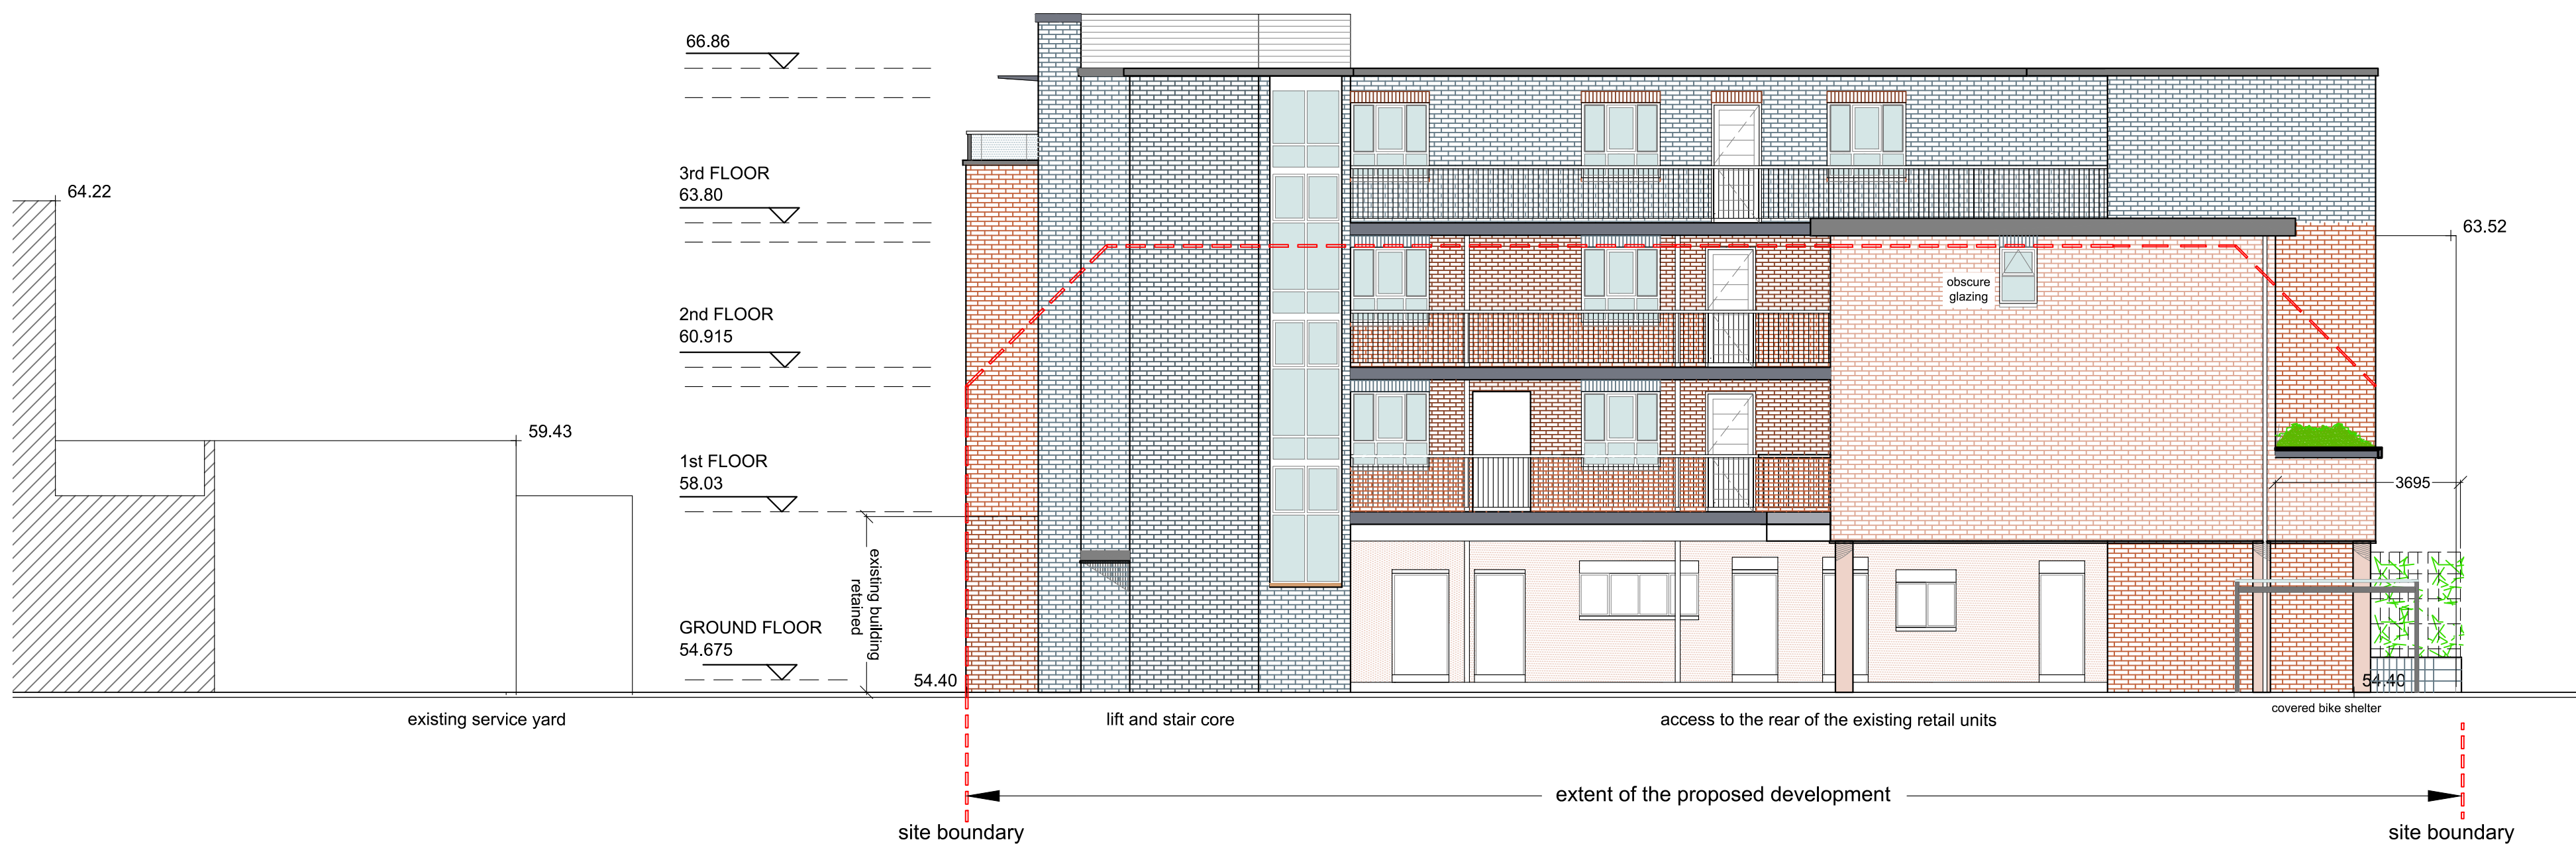 66.86
3rd FLOOR
63.80
64.22
63.52
obscure
glazing
2nd FLOOR
60.915
59.43
1st FLOOR
58.03
3695
existing building
retained
GROUND FLOOR
54.675
54.40
54.40
existing service yard
lift and stair core
access to the rear of the existing retail units
covered bike shelter
extent of the proposed development
site boundary
site boundary